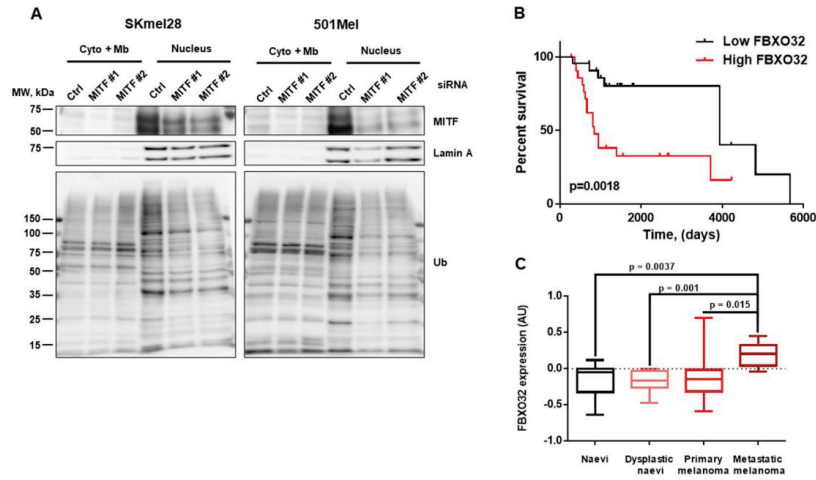 A
SKmel28
501Mel
Cyto + Mb
Nucleus
Cyto + Mb
Nucleus
MW, kDa
Ctrl
MITF #1
MITF #2
Ctrl
MITF #1
MITF #2
Ctrl
MITF #1
MITF #2
Ctrl
MITF #1
MITF #2
siRNA
75
50
MITF
75
Lamin A
150
100
75
50
35
25
15
Ub
B
Low FBXO32
High FBXO32
Percent survival
100
50
0
p=0.0018
0 2000 4000 6000
Time, (days)
C
p = 0.0037
p = 0.001
p = 0.015
FBXO32 expression (AU)
1.0
0.5
0.0
-0.5
-1.0
Naevi
Dysplastic
naevi
Primary
melanoma
Metastatic
melanoma